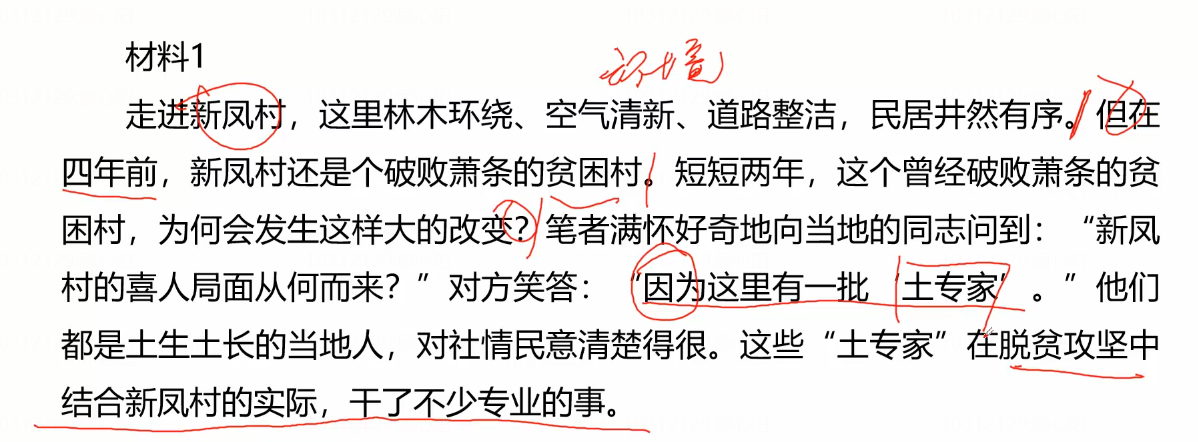 材料1
环境
走进新凤村，这里林木环绕、空气清新、道路整洁，民居井然有序。但在
四年前，新凤村还是个破败萧条的贫困村。短短两年，这个曾经破败萧条的贫
困村，为何会发生这样大的改变？笔者满怀好奇地向当地的同志问到：“新凤
村的喜人局面从何而来？”对方笑答：“因为这里有一批“土专家”。”他们
都是土生土长的当地人，对社情民意清楚得很。这些“土专家”在脱贫攻坚中
结合新凤村的实际，干了不少专业的事。